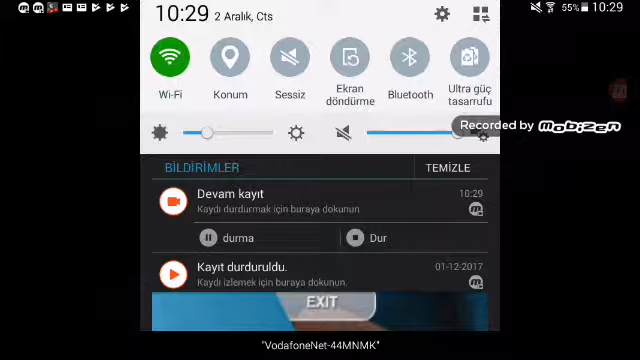 55% 10:29
10:29 2 Aralık, Cts
Wi-Fi
Konum
Sessiz
Ekran döndürme
Bluetooth
Ultra güç tasarrufu
Recorded by mobizen
BİLDİRİMLER TEMİZLE
Devam kayıt 10:29
Kaydı durdurmak için buraya dokunun
durma Dur
Kayıt durduruldu. 01-12-2017
Kaydı izlemek için buraya dokunun.
EXIT
"VodafoneNet-44MNMK"